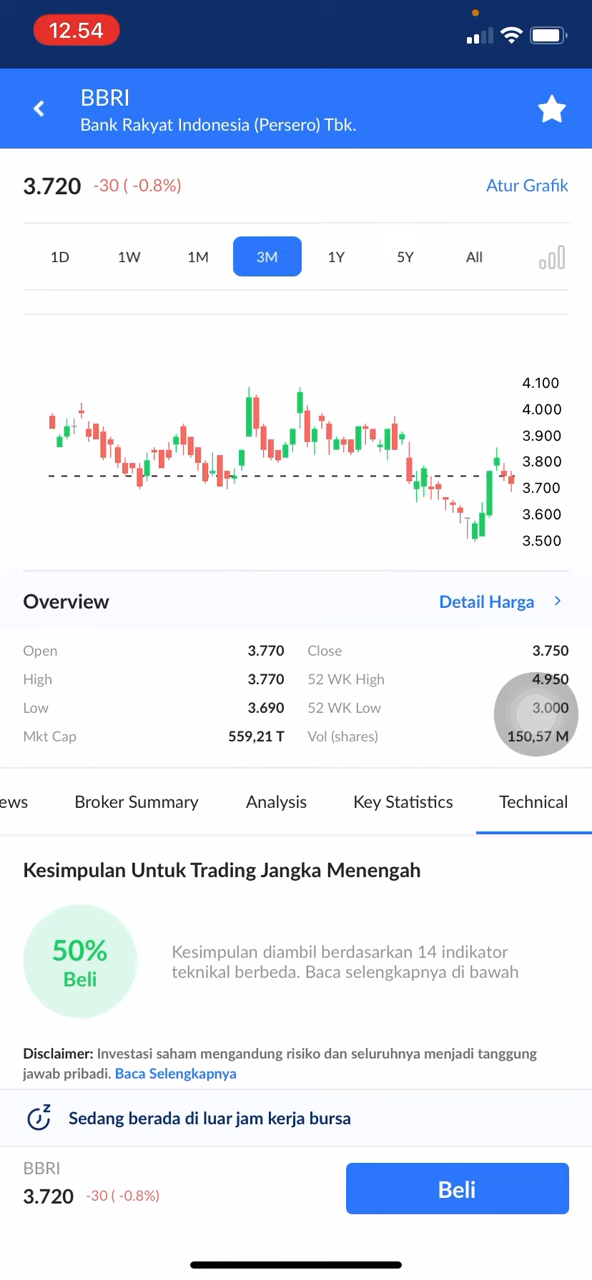 12.54
BBRI
Bank Rakyat Indonesia (Persero) Tbk.
3.720 -30 ( -0.8%) Atur Grafik
1D 1W 1M 3M 1Y 5Y All
4.100
4.000
3.900
3.800
3.700
3.600
3.500
Overview Detail Harga
Open 3.770 Close 3.750
High 3.770 52 WK High 4.950
Low 3.690 52 WK Low 3.000
Mkt Cap 559,21 T Vol (shares) 150,57 M
ews Broker Summary Analysis Key Statistics Technical
Kesimpulan Untuk Trading Jangka Menengah
50%
Beli
Kesimpulan diambil berdasarkan 14 indikator
teknikal berbeda. Baca selengkapnya di bawah
Disclaimer: Investasi saham mengandung risiko dan seluruhnya menjadi tanggung
jawab pribadi. Baca Selengkapnya
z
Sedang berada di luar jam kerja bursa
BBRI
3.720 -30 ( -0.8%)
Beli